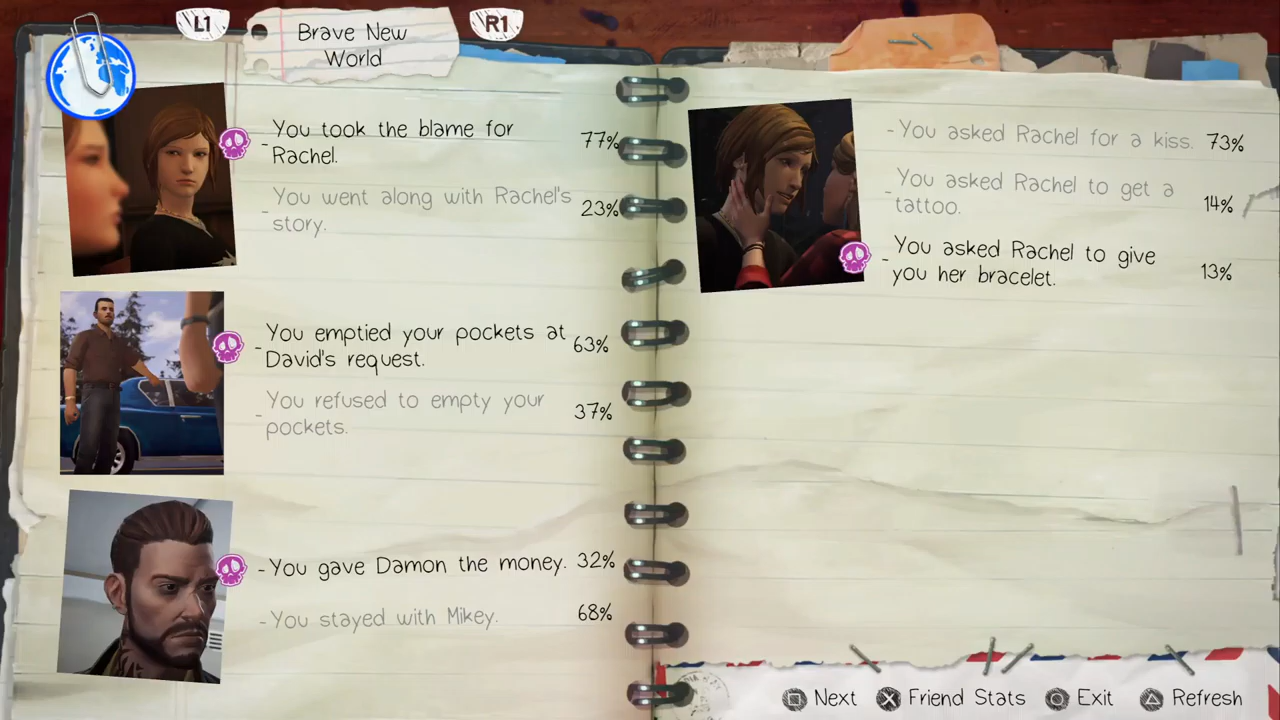 L1
Brave New
World
R1
-You took the blame for
Rachel.
77%
-You went along with Rachel's
story.
23%
-You emptied your pockets at
David's request.
63%
-You refused to empty your
pockets.
37%
-You gave Damon the money. 32%
-You stayed with Mikey. 68%
-You asked Rachel for a kiss. 73%
-You asked Rachel to get a
tattoo.
14%
-You asked Rachel to give
you her bracelet.
13%
Next Friend Stats Exit Refresh